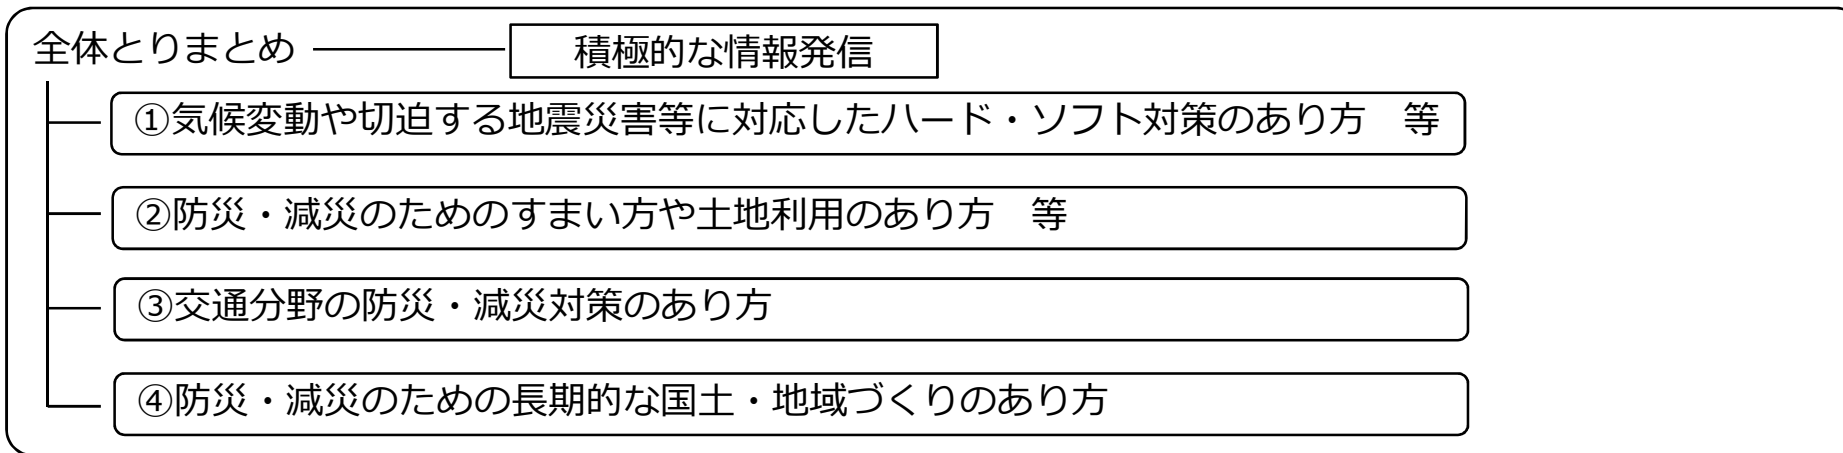 全体とりまとめ 積極的な情報発信
①気候変動や切迫する地震災害等に対応したハード・ソフト対策のあり方　等
②防災・減災のためのすまい方や土地利用のあり方　等
③交通分野の防災・減災対策のあり方
④防災・減災のための長期的な国土・地域づくりのあり方